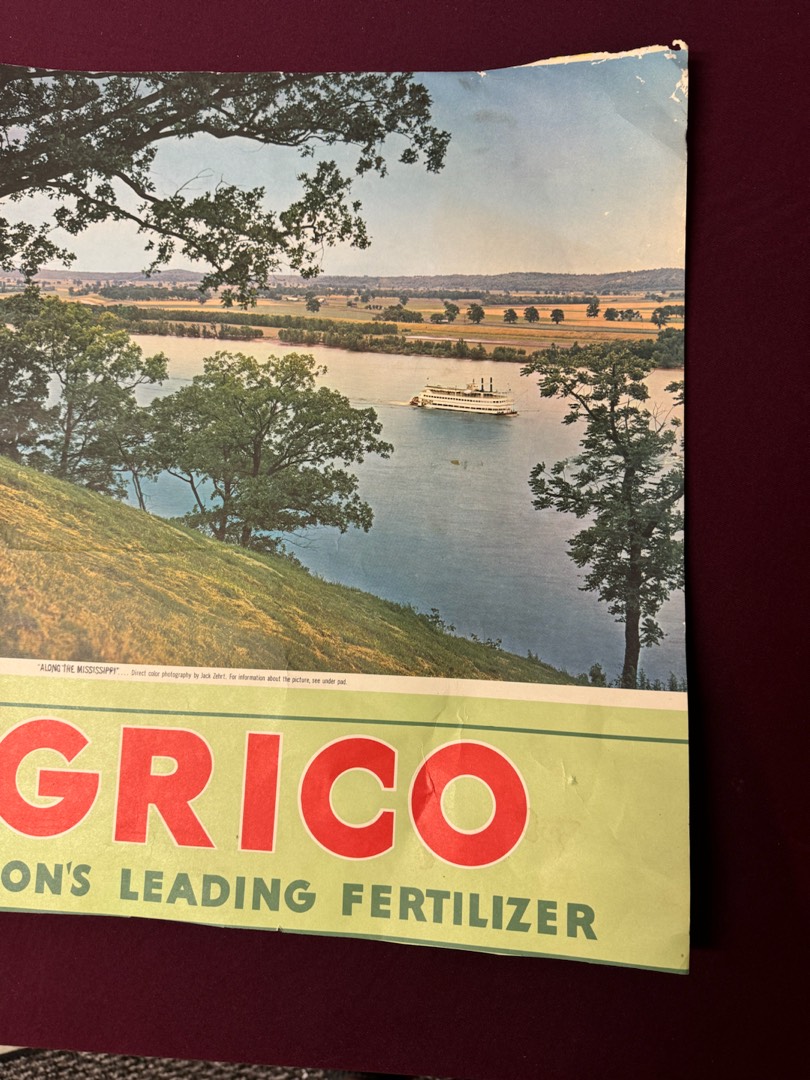 "ALONG THE MISSISSIPPI" .... Direct color photography by Jack Zehrt. For information about the picture, see under pad.
GRICO
ON'S LEADING FERTILIZER